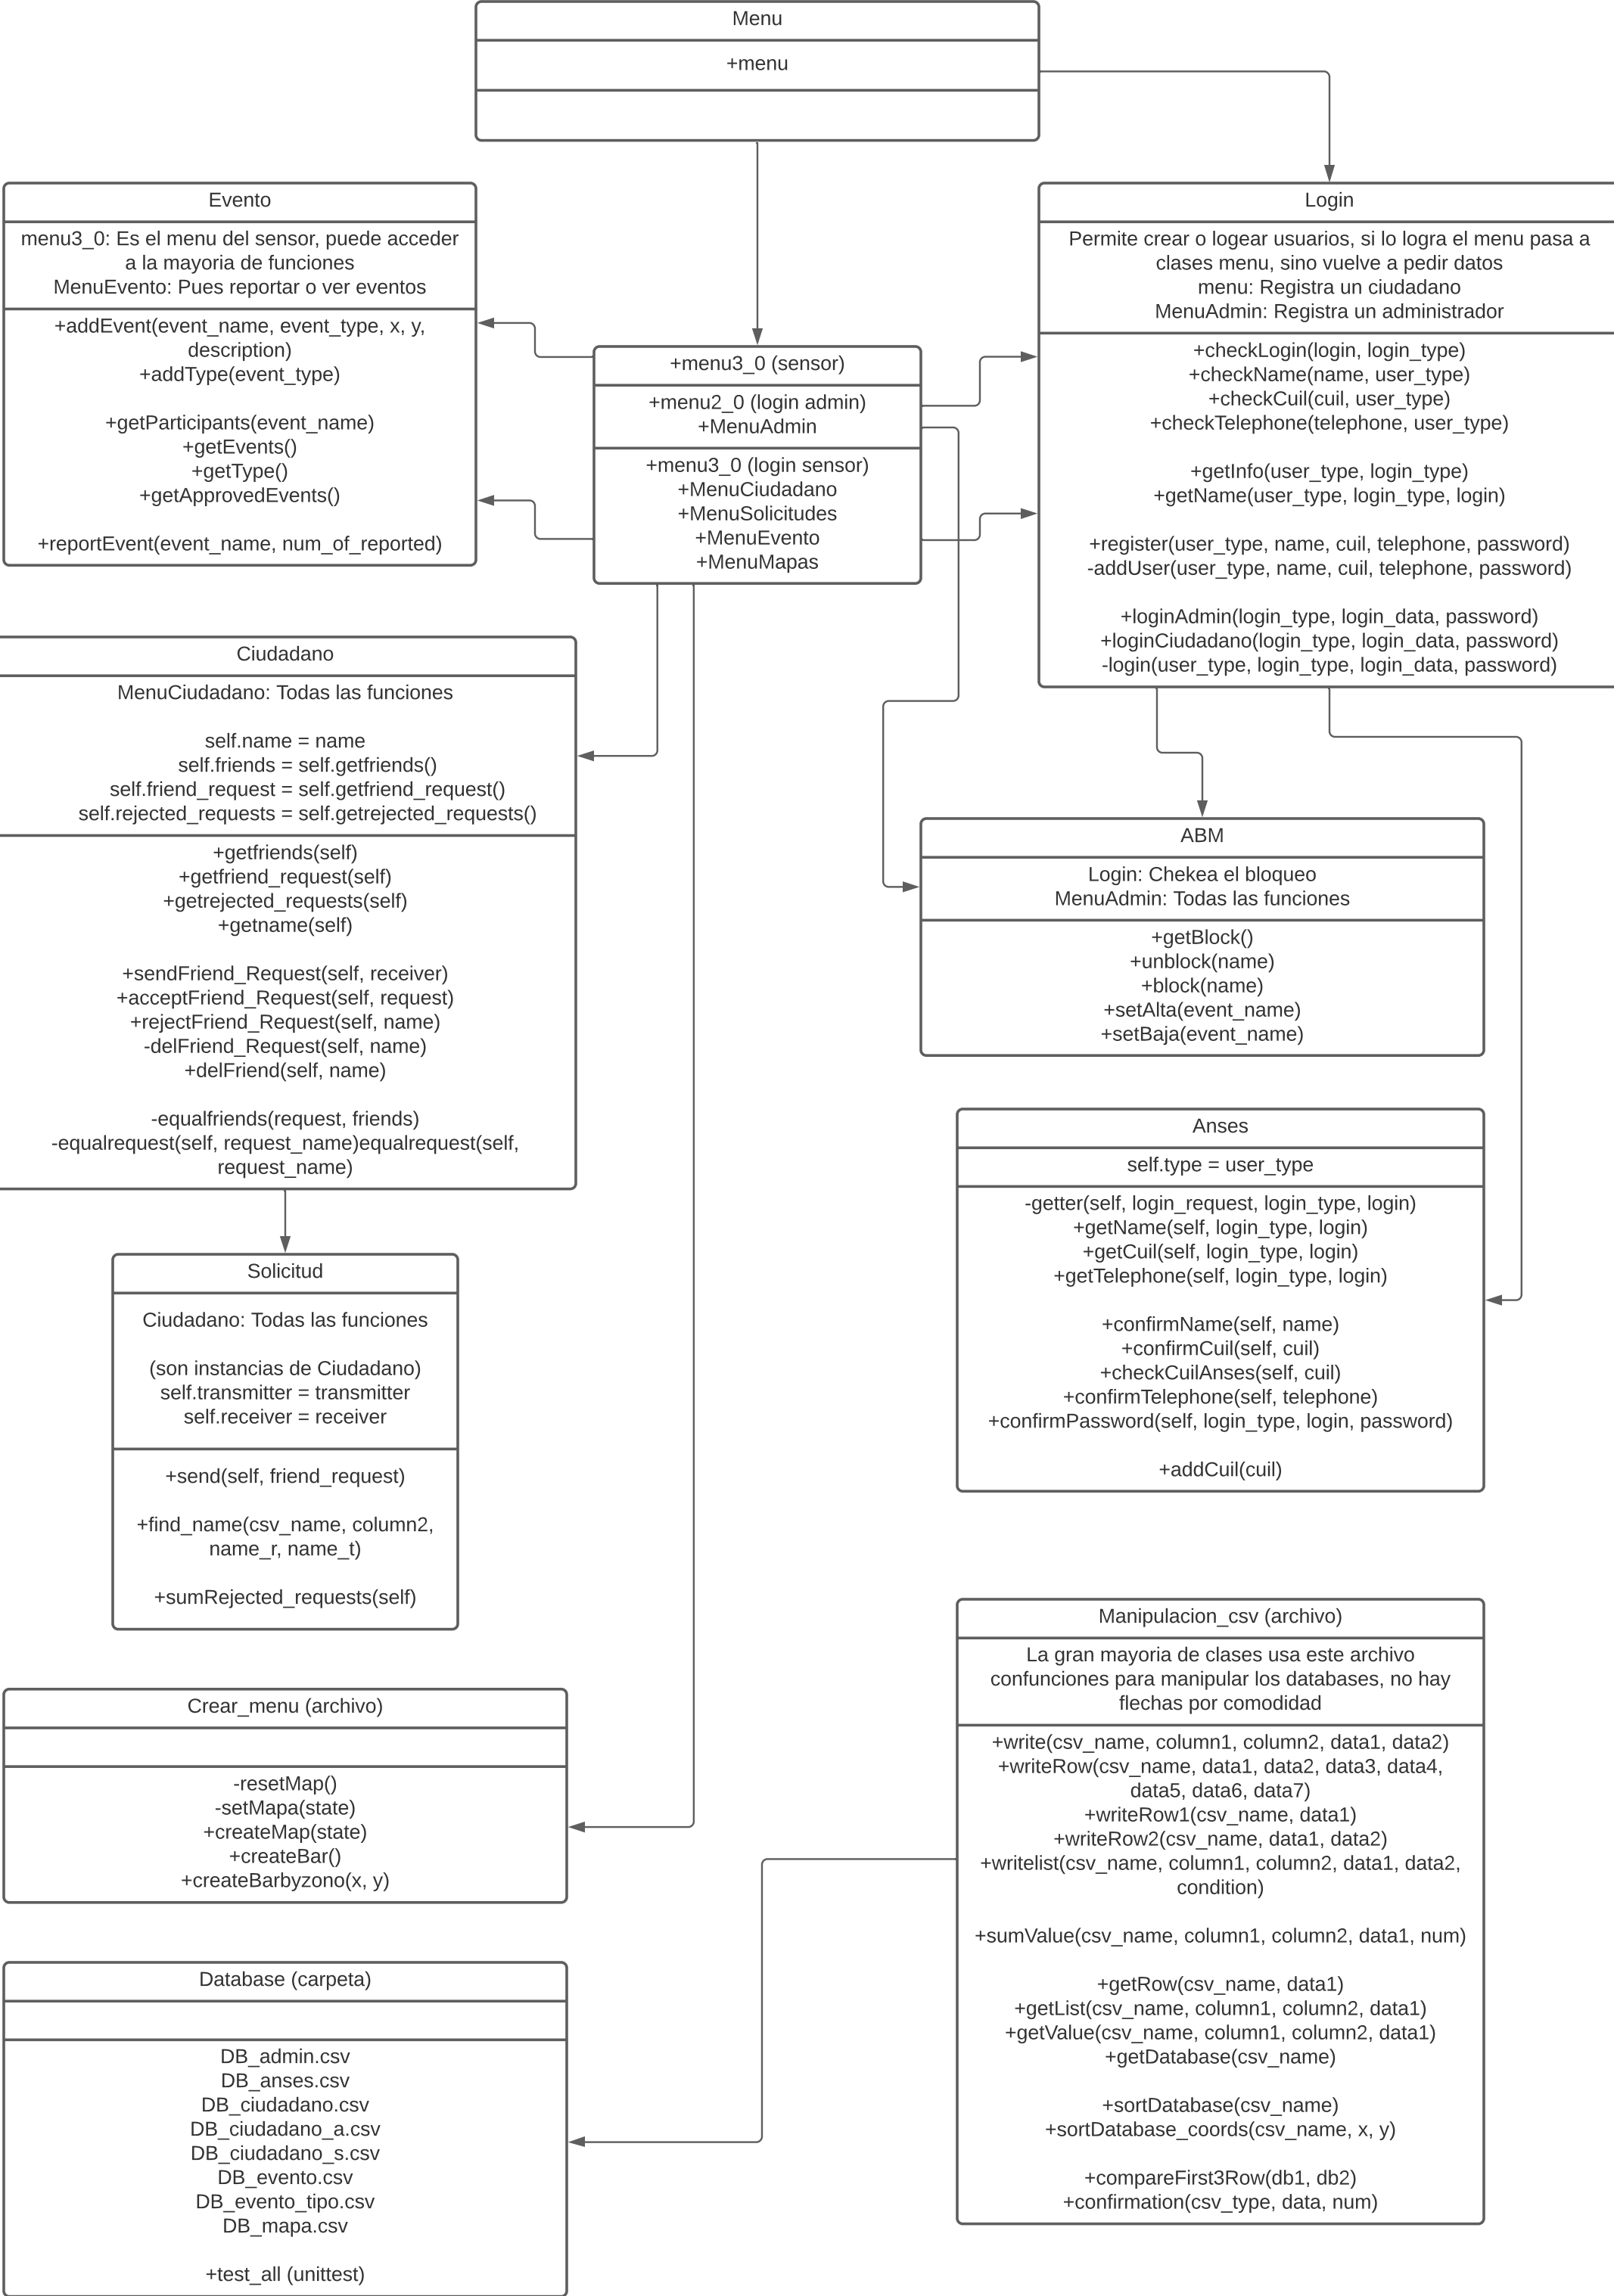 Menu
+menu
Evento
menu3_0: Es el menu del sensor, puede acceder
a la mayoria de funciones
MenuEvento: Pues reportar o ver eventos
+addEvent(event_name, event_type, x, y,
description)
+addType(event_type)
+getParticipants(event_name)
+getEvents()
+getType()
+getApprovedEvents()
+reportEvent(event_name, num_of_reported)
+menu3_0 (sensor)
+menu2_0 (login admin)
+MenuAdmin
+menu3_0 (login sensor)
+MenuCiudadano
+MenuSolicitudes
+MenuEvento
+MenuMapas
Login
Permite crear o logear usuarios, si lo logra el menu pasa a
clases menu, sino vuelve a pedir datos
menu: Registra un ciudadano
MenuAdmin: Registra un administrador
+checkLogin(login, login_type)
+checkName(name, user_type)
+checkCuil(cuil, user_type)
+checkTelephone(telephone, user_type)
+getInfo(user_type, login_type)
+getName(user_type, login_type, login)
+register(user_type, name, cuil, telephone, password)
-addUser(user_type, name, cuil, telephone, password)
+loginAdmin(login_type, login_data, password)
+loginCiudadano(login_type, login_data, password)
-login(user_type, login_type, login_data, password)
Ciudadano
MenuCiudadano: Todas las funciones
self.name = name
self.friends = self.getfriends()
self.friend_request = self.getfriend_request()
self.rejected_requests = self.getrejected_requests()
+getfriends(self)
+getfriend_request(self)
+getrejected_requests(self)
+getname(self)
+sendFriend_Request(self, receiver)
+acceptFriend_Request(self, request)
+rejectFriend_Request(self, name)
-delFriend_Request(self, name)
+delFriend(self, name)
-equalfriends(request, friends)
-equalrequest(self, request_name)equalrequest(self,
request_name)
ABM
Login: Chekea el bloqueo
MenuAdmin: Todas las funciones
+getBlock()
+unblock(name)
+block(name)
+setAlta(event_name)
+setBaja(event_name)
Anses
self.type = user_type
-getter(self, login_request, login_type, login)
+getName(self, login_type, login)
+getCuil(self, login_type, login)
+getTelephone(self, login_type, login)
+confirmName(self, name)
+confirmCuil(self, cuil)
+checkCuilAnses(self, cuil)
+confirmTelephone(self, telephone)
+confirmPassword(self, login_type, login, password)
+addCuil(cuil)
Solicitud
Ciudadano: Todas las funciones
(son instancias de Ciudadano)
self.transmitter = transmitter
self.receiver = receiver
+send(self, friend_request)
+find_name(csv_name, column2,
name_r, name_t)
+sumRejected_requests(self)
Manipulacion_csv (archivo)
La gran mayoria de clases usa este archivo
confunciones para manipular los databases, no hay
flechas por comodidad
+write(csv_name, column1, column2, data1, data2)
+writeRow(csv_name, data1, data2, data3, data4,
data5, data6, data7)
+writeRow1(csv_name, data1)
+writeRow2(csv_name, data1, data2)
+writelist(csv_name, column1, column2, data1, data2,
condition)
+sumValue(csv_name, column1, column2, data1, num)
+getRow(csv_name, data1)
+getList(csv_name, column1, column2, data1)
+getValue(csv_name, column1, column2, data1)
+getDatabase(csv_name)
+sortDatabase(csv_name)
+sortDatabase_coords(csv_name, x, y)
+compareFirst3Row(db1, db2)
+confirmation(csv_type, data, num)
Crear_menu (archivo)
-resetMap()
-setMapa(state)
+createMap(state)
+createBar()
+createBarbyzono(x, y)
Database (carpeta)
DB_admin.csv
DB_anses.csv
DB_ciudadano.csv
DB_ciudadano_a.csv
DB_ciudadano_s.csv
DB_evento.csv
DB_evento_tipo.csv
DB_mapa.csv
+test_all (unittest)